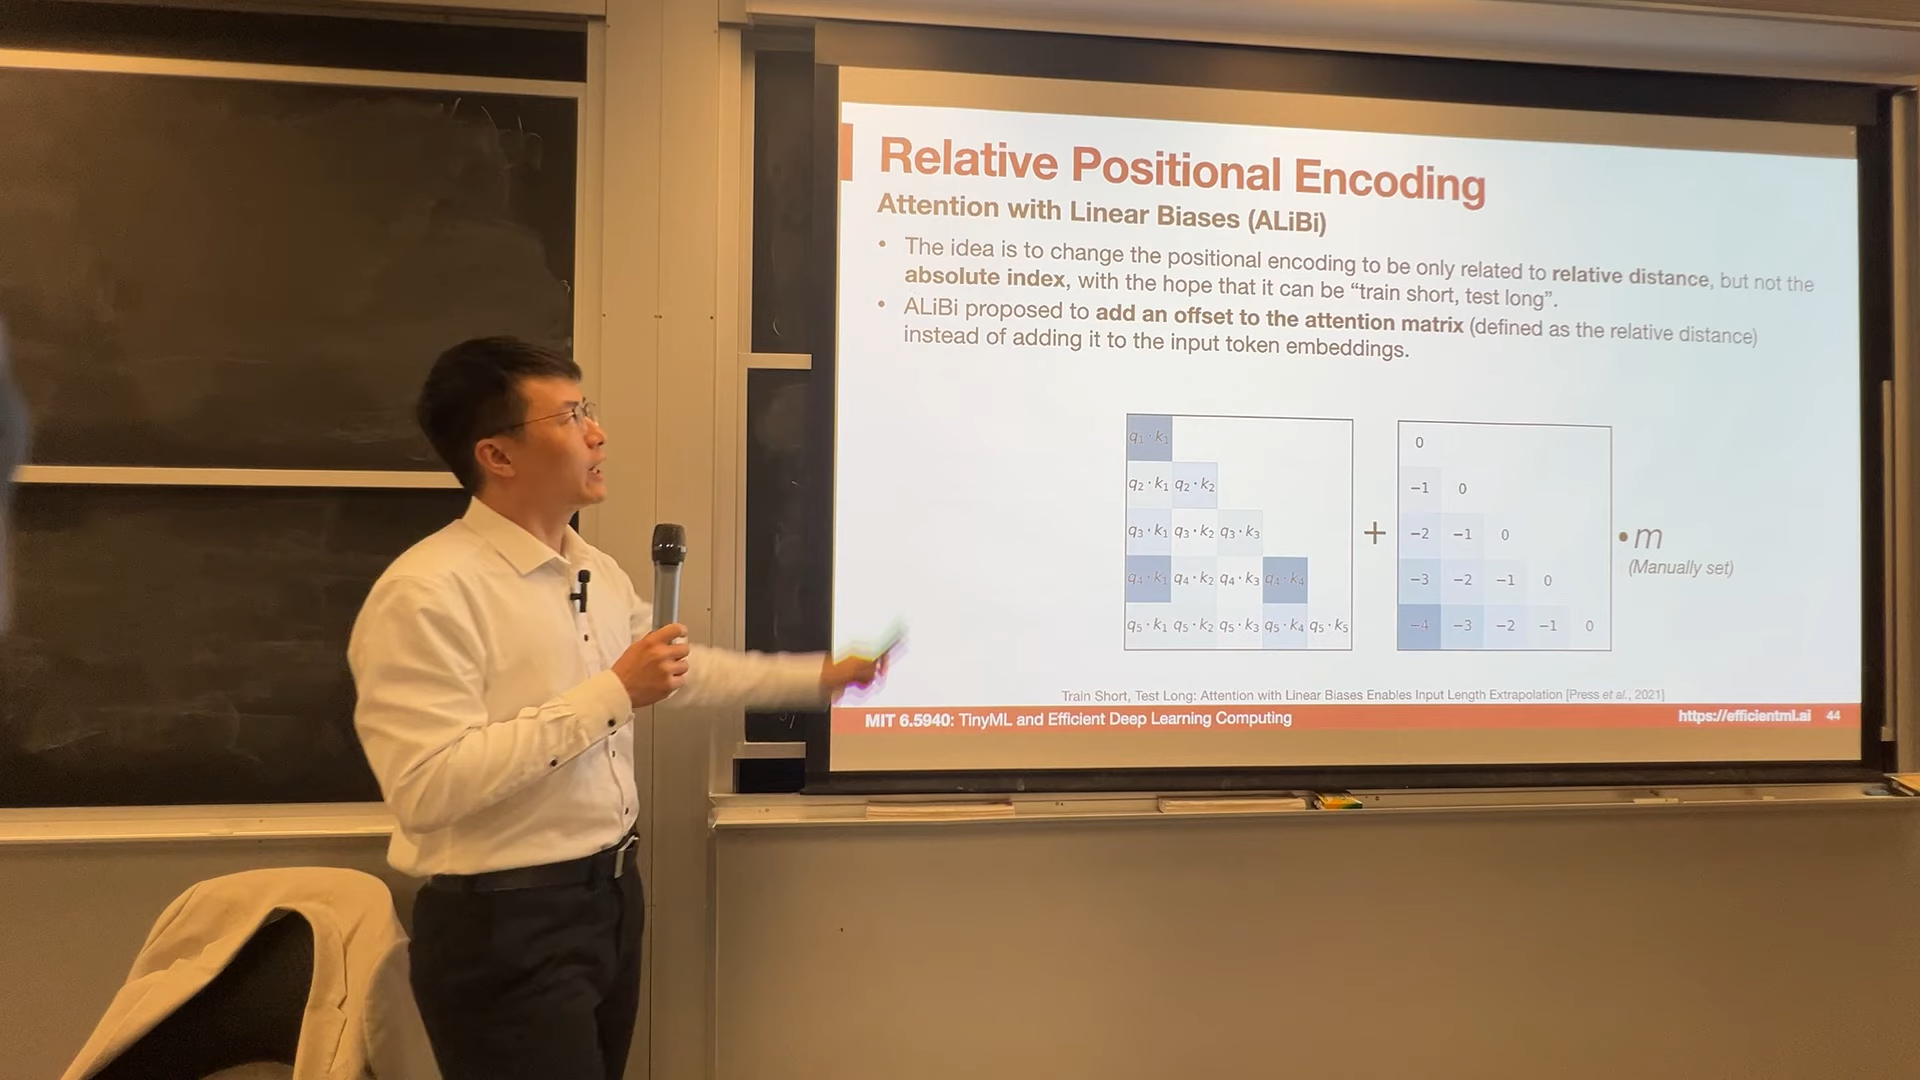 Relative Positional Encoding
Attention with Linear Biases (ALiBi)
• The idea is to change the positional encoding to be only related to relative distance, but not the
absolute index, with the hope that it can be “train short, test long”.
• ALiBi proposed to add an offset to the attention matrix (defined as the relative distance)
instead of adding it to the input token embeddings.
q₁·k₁
q₂·k₁ q₂·k₂
q₃·k₁ q₃·k₂ q₃·k₃
q₄·k₁ q₄·k₂ q₄·k₃ q₄·k₄
q₅·k₁ q₅·k₂ q₅·k₃ q₅·k₄ q₅·k₅
+
0
−1 0
−2 −1 0
−3 −2 −1 0
−4 −3 −2 −1 0
•m
(Manually set)
Train Short, Test Long: Attention with Linear Biases Enables Input Length Extrapolation [Press et al., 2021]
MIT 6.5940: TinyML and Efficient Deep Learning Computing
https://efficientml.ai 44